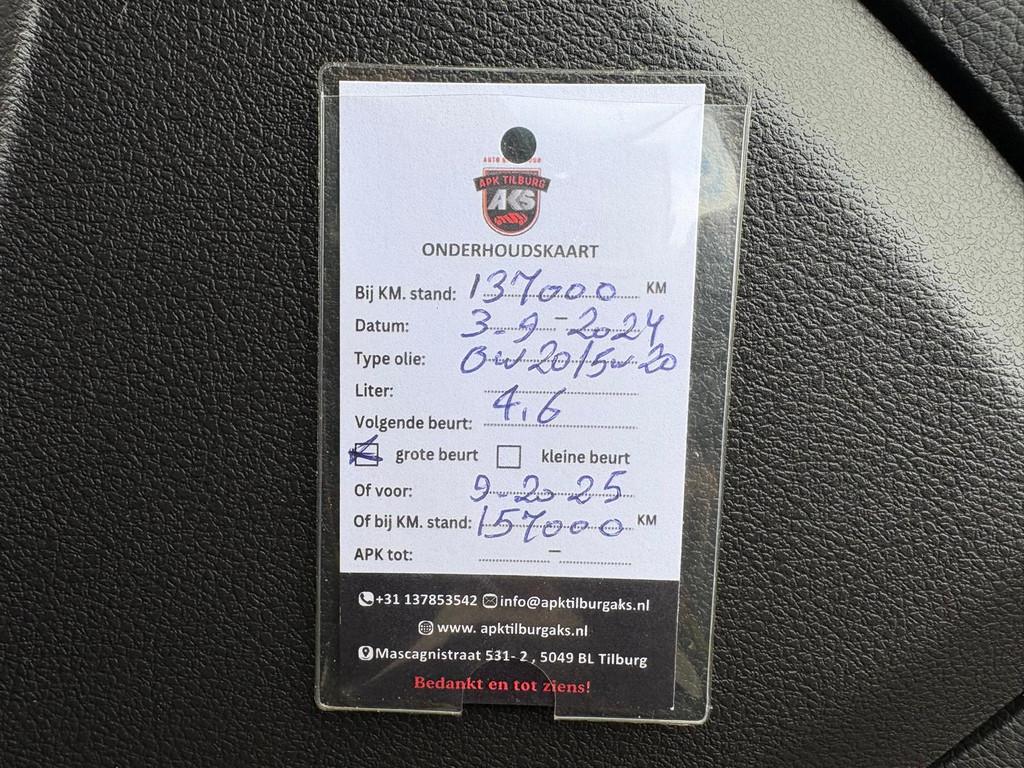 APK TILBURG
AKS
ONDERHOUDSKAART
Bij KM. stand: 137000 KM
Datum: 3-9-2024
Type olie: 0w20/5w-20
Liter: 4,6
Volgende beurt:
grote beurt kleine beurt
Of voor: 9-2025
Of bij KM. stand: 157000 KM
APK tot: –
+31 137853542 info@apktilburgaks.nl
www. apktilburgaks.nl
Mascagnistraat 531- 2 , 5049 BL Tilburg
Bedankt en tot ziens!